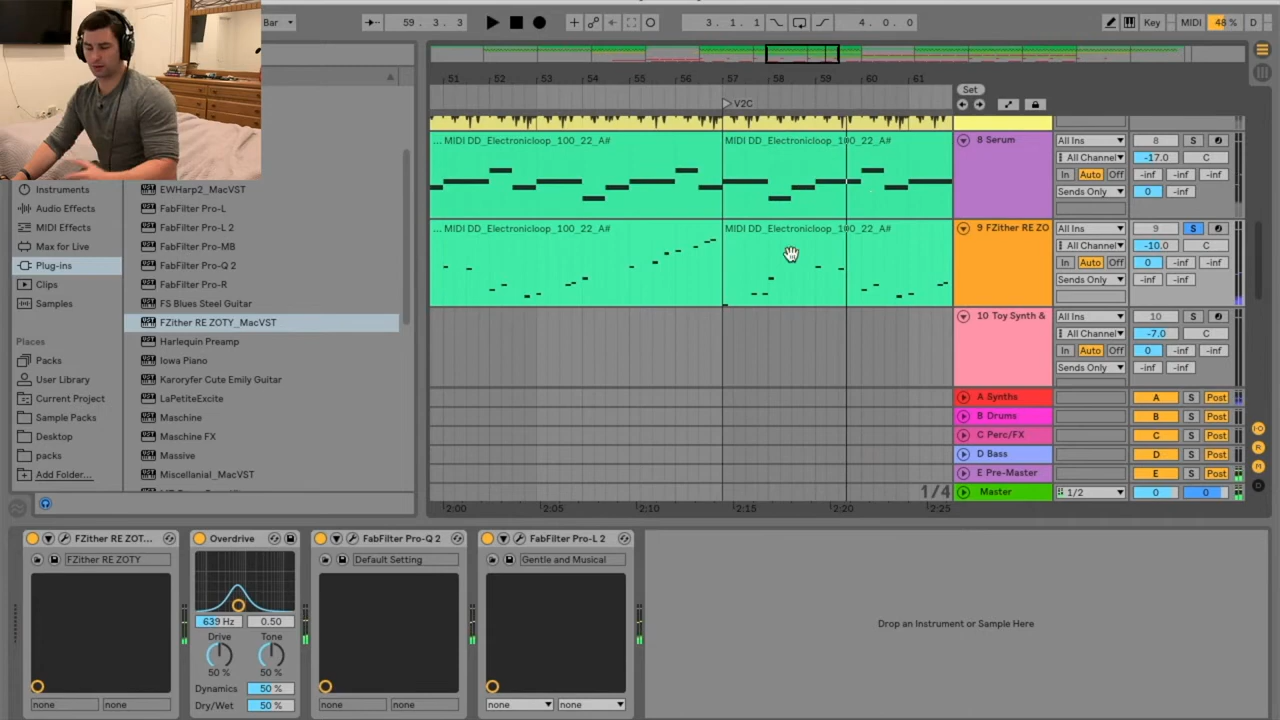 Bar
59 . 3 . 3
3 . 1 . 1
4 . 0 . 0
Key
MIDI
48 %
D
51 52 53 54 55 56 57 58 59 60 61
Set
V2C
Instruments
Audio Effects
MIDI Effects
Max for Live
Plug-ins
Clips
Samples
Places
Packs
User Library
Current Project
Sample Packs
Desktop
packs
Add Folder...
EWHarp2_MacVST
FabFilter Pro-L
FabFilter Pro-L 2
FabFilter Pro-MB
FabFilter Pro-Q 2
FabFilter Pro-R
FS Blues Steel Guitar
FZither RE ZOTY_MacVST
Harlequin Preamp
Iowa Piano
Karoryfer Cute Emily Guitar
LaPetiteExcite
Maschine
Maschine FX
Massive
Miscellanial_MacVST
... MIDI DD_Electronicloop_100_22_A#
MIDI DD_Electronicloop_100_22_A#
8 Serum
All Ins
8
S
All Channel
-17.0
C
In Auto Off
-inf -inf
Sends Only
0 -inf
... MIDI DD_Electronicloop_100_22_A#
MIDI DD_Electronicloop_100_22_A#
9 FZither RE ZO
All Ins
9
S
All Channel
-10.0
C
In Auto Off
0 -inf -inf
Sends Only
-inf -inf
10 Toy Synth &
All Ins
10
S
All Channel
-7.0
C
In Auto Off
0 -inf -inf
Sends Only
-inf -inf
A Synths
A S Post
B Drums
B S Post
C Perc/FX
C S Post
D Bass
D S Post
E Pre-Master
E S Post
1/4
Master
1/2
0 0
2:00 2:05 2:10 2:15 2:20 2:25
FZither RE ZOT...
FZither RE ZOTY
none none
Overdrive
639 Hz 0.50
Drive Tone
50 % 50 %
Dynamics 50 %
Dry/Wet 50 %
FabFilter Pro-Q 2
Default Setting
none none
FabFilter Pro-L 2
Gentle and Musical
none none
Drop an Instrument or Sample Here